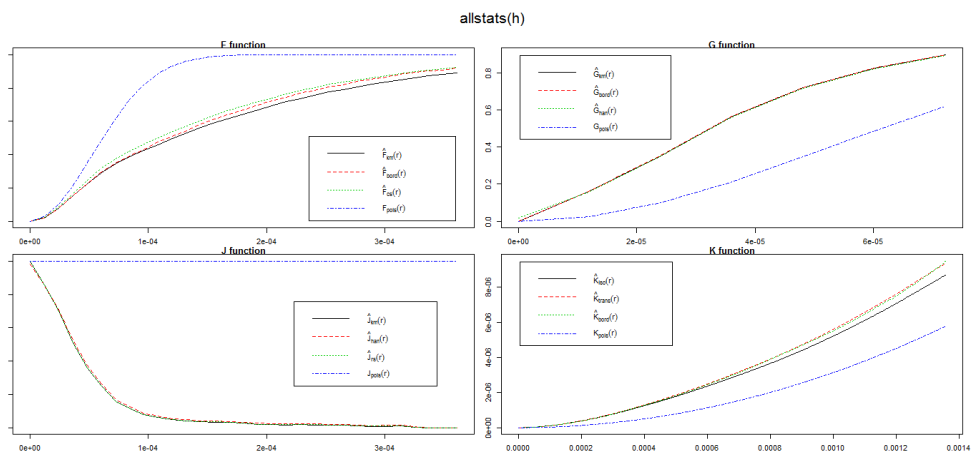 allstats(h)
F function
F̂km(r)
F̂bord(r)
F̂cs(r)
Fpois(r)
0e+00 1e-04 2e-04 3e-04
G function
0.8
0.6
0.4
0.2
0.0
Ĝkm(r)
Ĝbord(r)
Ĝhan(r)
Gpois(r)
0e+00 2e-05 4e-05 6e-05
J function
Ĵkm(r)
Ĵhan(r)
Ĵrs(r)
Jpois(r)
0e+00 1e-04 2e-04 3e-04
K function
8e-06
6e-06
4e-06
2e-06
0e+00
K̂iso(r)
K̂trans(r)
K̂bord(r)
Kpois(r)
0.0000 0.0002 0.0004 0.0006 0.0008 0.0010 0.0012 0.0014